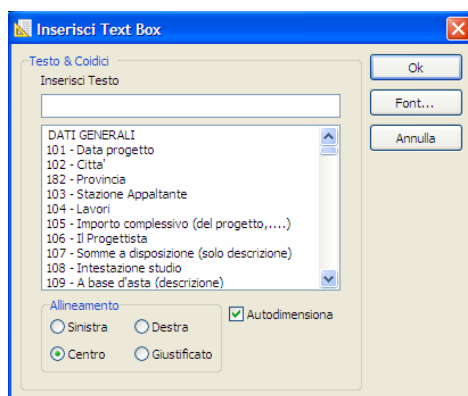 Inserisci Text Box
Testo & Coidici
Inserisci Testo
Ok
Font...
Annulla
DATI GENERALI
101 - Data progetto
102 - Citta'
182 - Provincia
103 - Stazione Appaltante
104 - Lavori
105 - Importo complessivo (del progetto,....)
106 - Il Progettista
107 - Somme a disposizione (solo descrizione)
108 - Intestazione studio
109 - A base d'asta (descrizione)
Allineamento
Sinistra Destra
Autodimensiona
Centro Giustificato